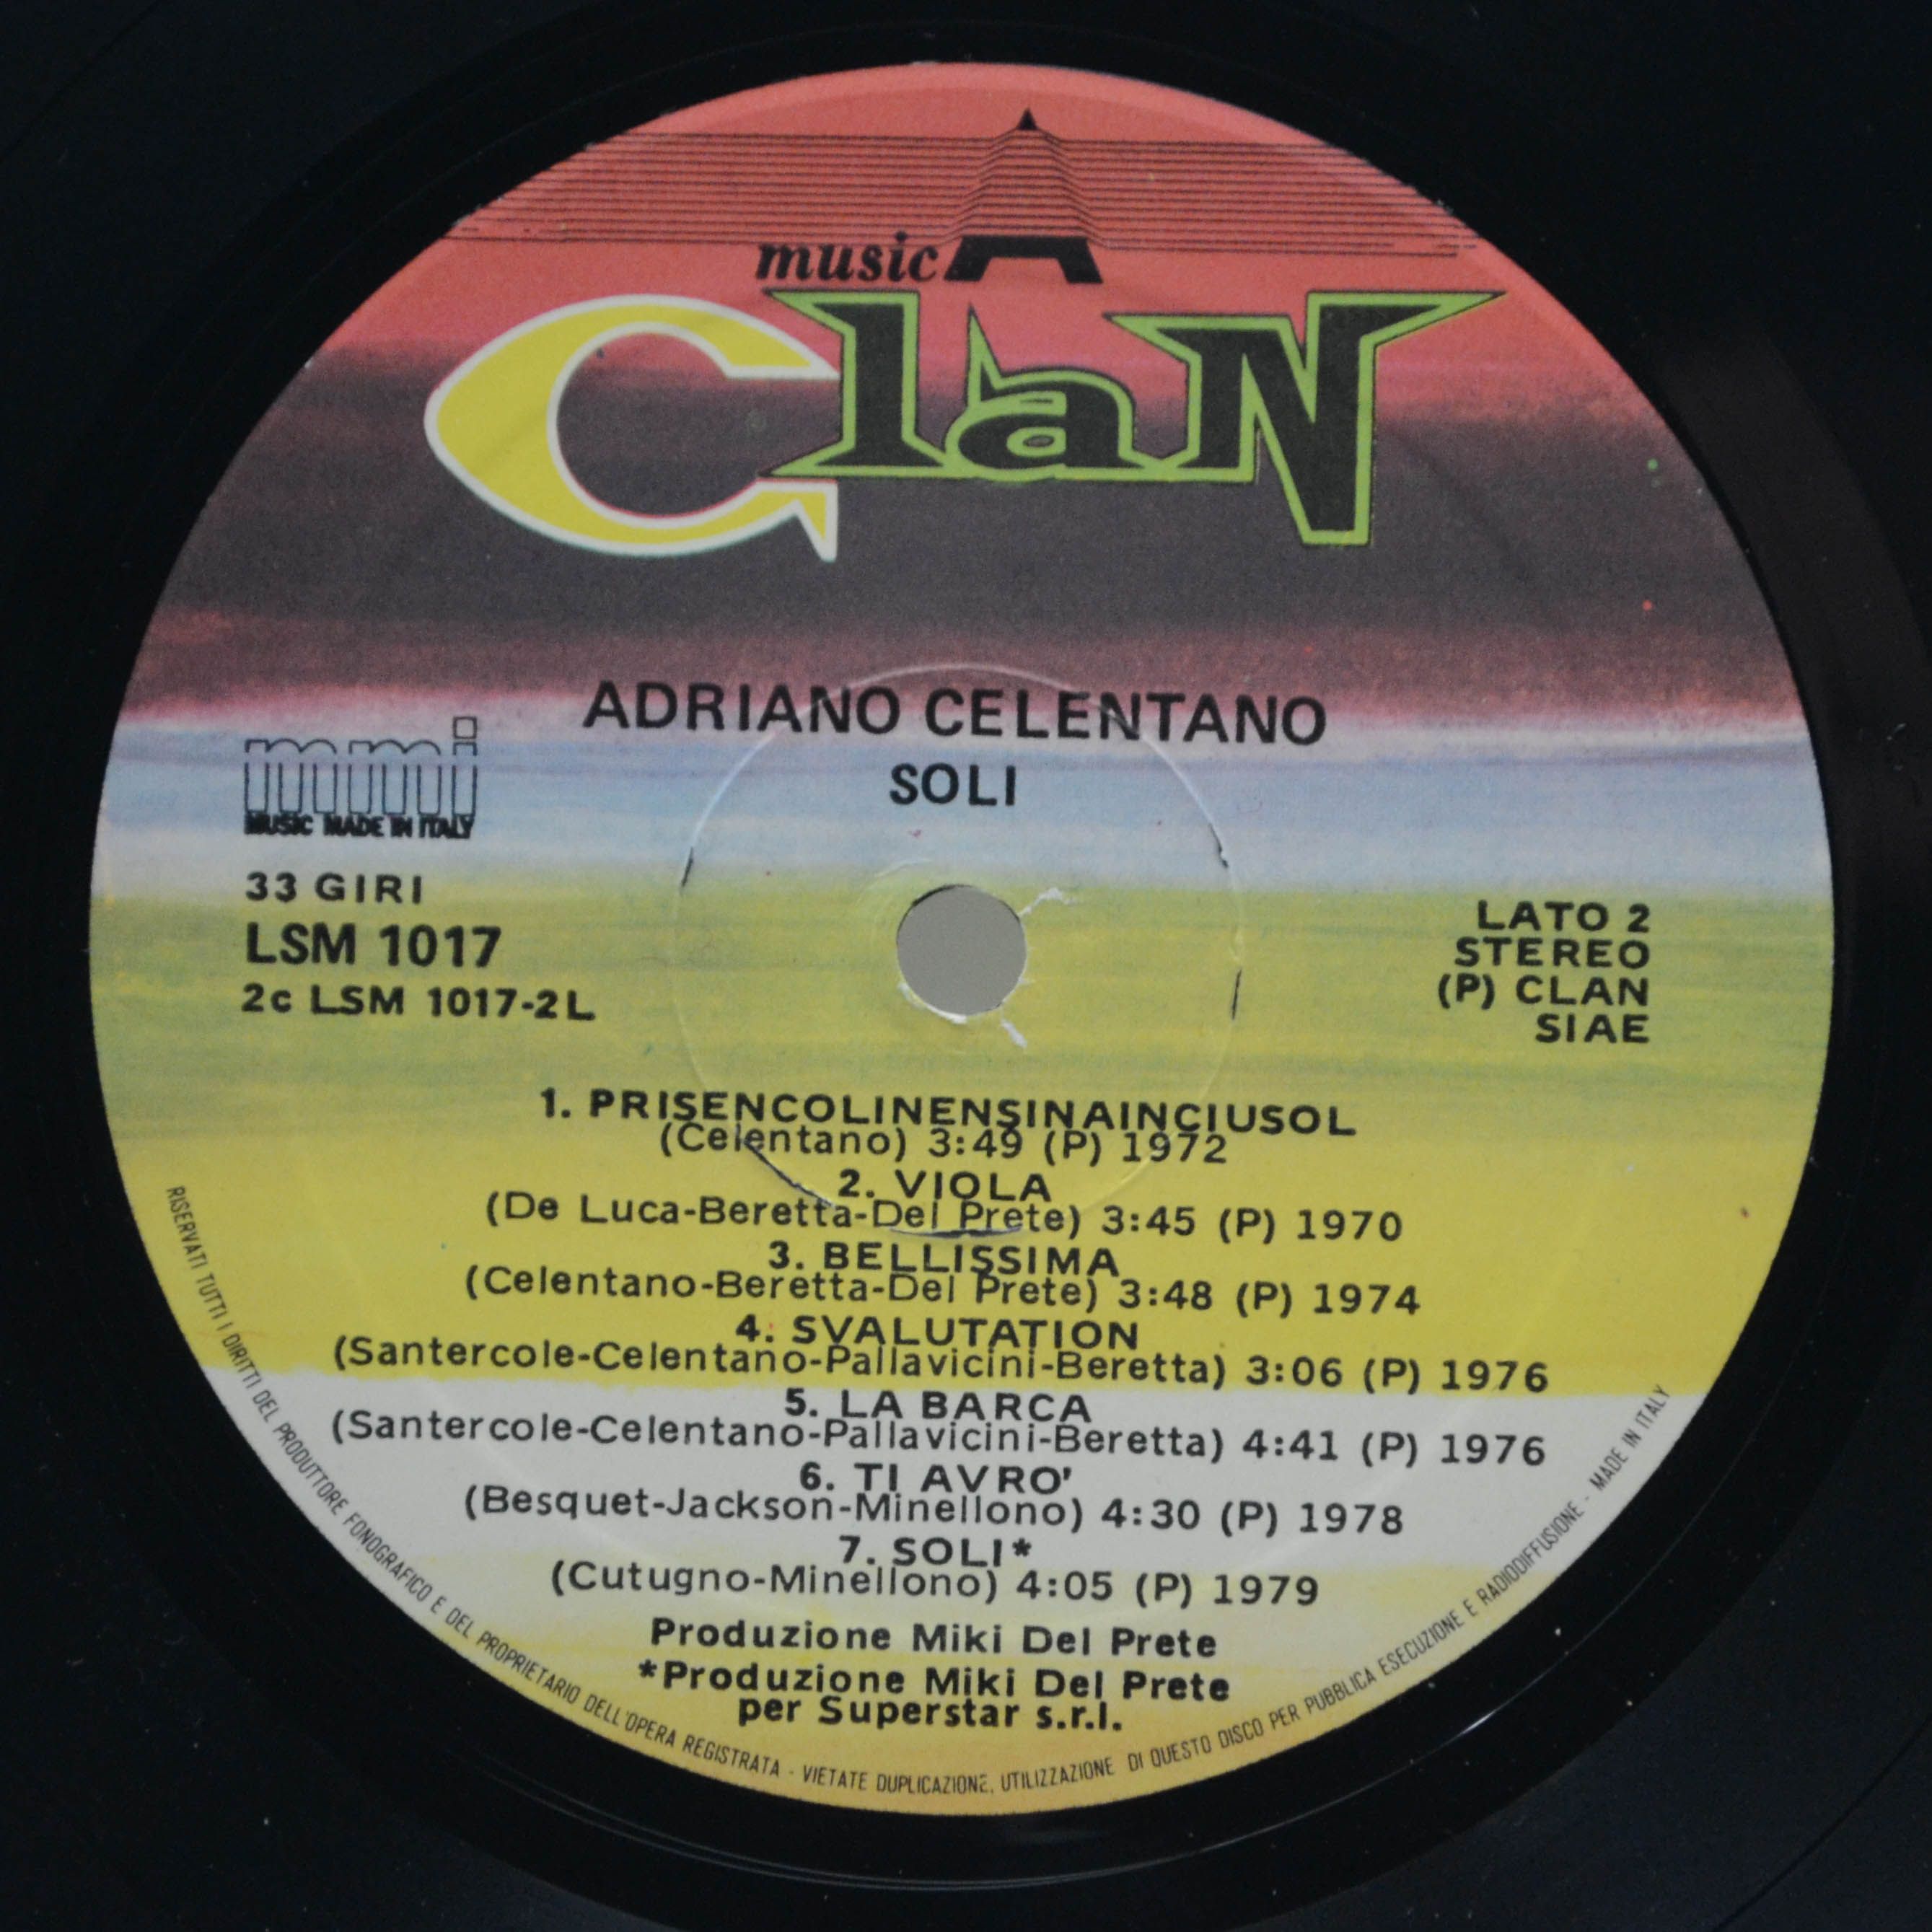 music
Clan
ADRIANO CELENTANO
SOLI
mmi
MUSIC MADE IN ITALY
33 GIRI
LSM 1017
2c LSM 1017-2L
LATO 2
STEREO
(P) CLAN
SIAE
1. PRISENCOLINENSINAINCIUSOL
(Celentano) 3:49 (P) 1972
2. VIOLA
(De Luca-Beretta-Del Prete) 3:45 (P) 1970
3. BELLISSIMA
(Celentano-Beretta-Del Prete) 3:48 (P) 1974
4. SVALUTATION
(Santercole-Celentano-Pallavicini-Beretta) 3:06 (P) 1976
5. LA BARCA
(Santercole-Celentano-Pallavicini-Beretta) 4:41 (P) 1976
6. TI AVRO'
(Besquet-Jackson-Minellono) 4:30 (P) 1978
7. SOLI*
(Cutugno-Minellono) 4:05 (P) 1979
Produzione Miki Del Prete
*Produzione Miki Del Prete
per Superstar s.r.l.
RISERVATI TUTTI I DIRITTI DEL PRODUTTORE FONOGRAFICO E DEL PROPRIETARIO DELL'OPERA REGISTRATA - VIETATE DUPLICAZIONE, UTILIZZAZIONE DI QUESTO DISCO PER PUBBLICA ESECUZIONE E RADIODIFFUSIONE - MADE IN ITALY